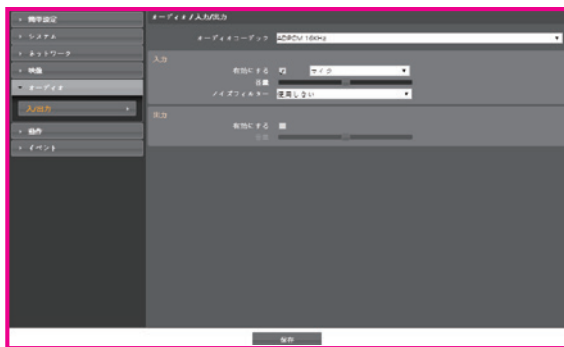 簡単設定
システム
ネットワーク
映像
オーディオ
入/出力
動作
イベント
オーディオ / 入力/出力
オーディオコーデック ADPCM 16KHz
入力
有効にする マイク
音量
ノイズフィルター 使用しない
出力
有効にする
音量
保存